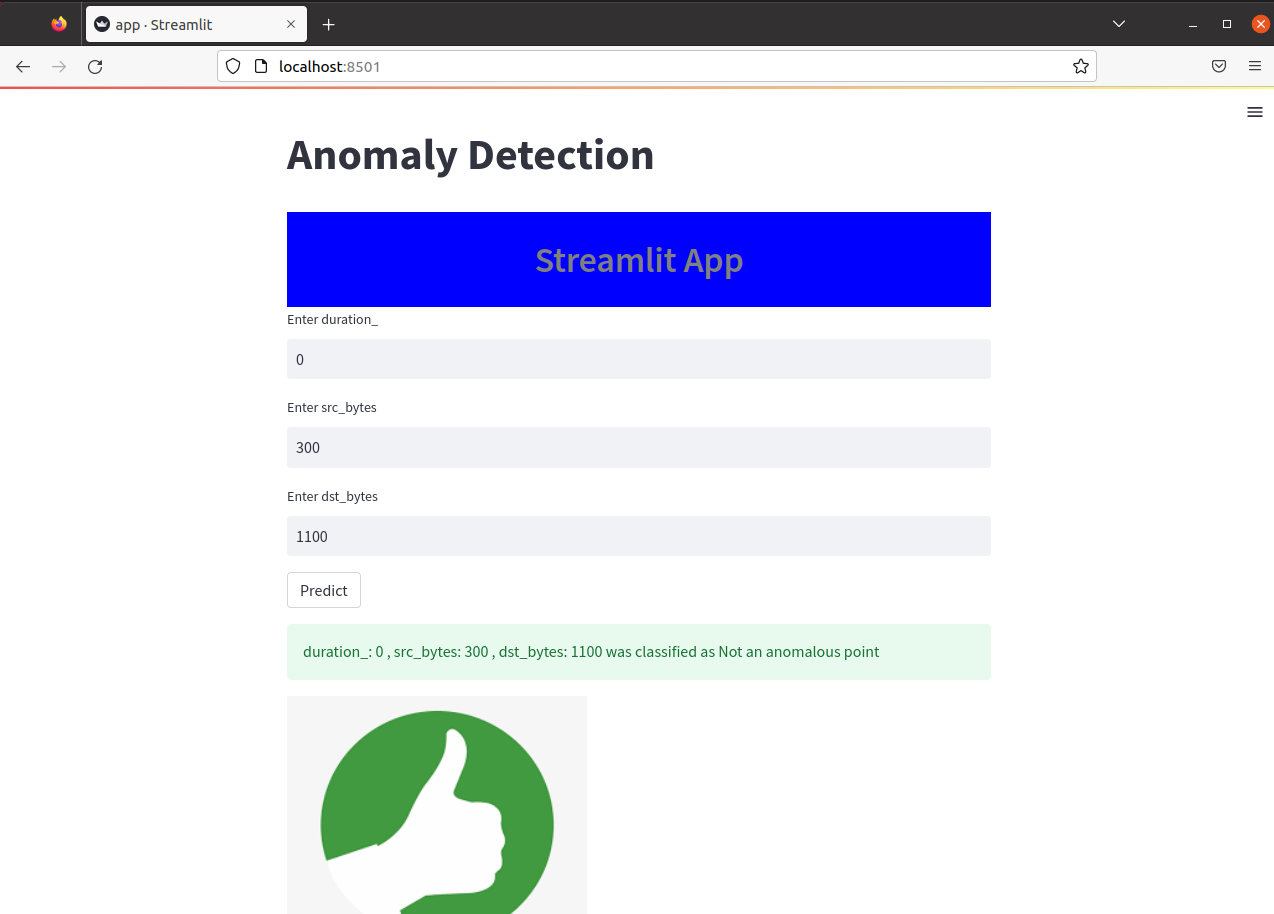 app · Streamlit
localhost:8501
Anomaly Detection
Streamlit App
Enter duration_
0
Enter src_bytes
300
Enter dst_bytes
1100
Predict
duration_: 0 , src_bytes: 300 , dst_bytes: 1100 was classified as Not an anomalous point